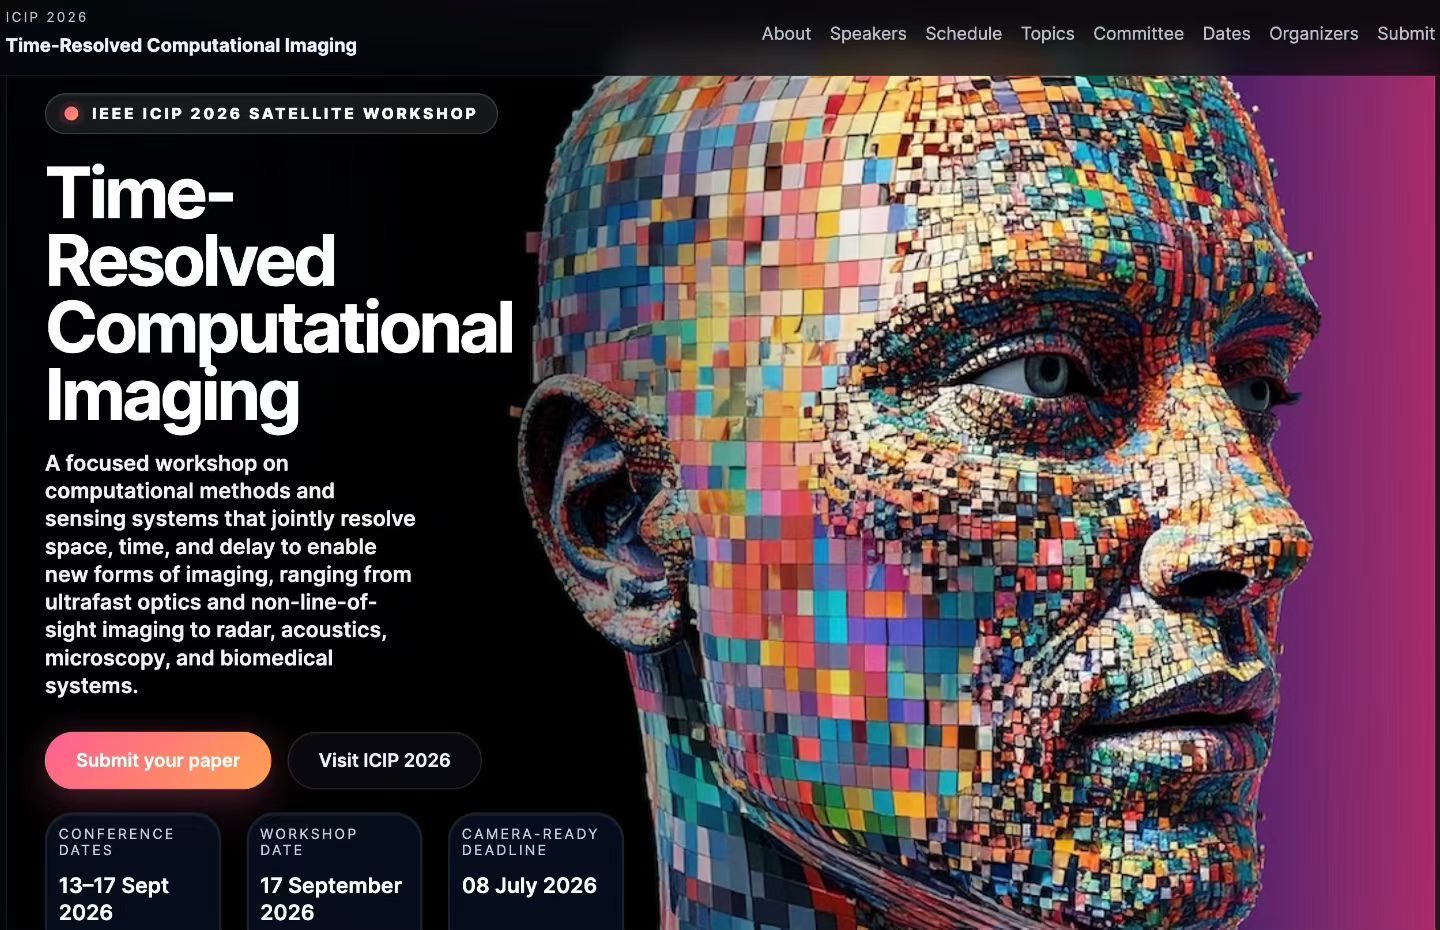 ICIP 2026
Time-Resolved Computational Imaging
About Speakers Schedule Topics Committee Dates Organizers Submit
IEEE ICIP 2026 SATELLITE WORKSHOP
Time-
Resolved
Computational
Imaging
A focused workshop on
computational methods and
sensing systems that jointly resolve
space, time, and delay to enable
new forms of imaging, ranging from
ultrafast optics and non-line-of-
sight imaging to radar, acoustics,
microscopy, and biomedical
systems.
Submit your paper
Visit ICIP 2026
CONFERENCE
DATES
13–17 Sept
2026
WORKSHOP
DATE
17 September
2026
CAMERA-READY
DEADLINE
08 July 2026